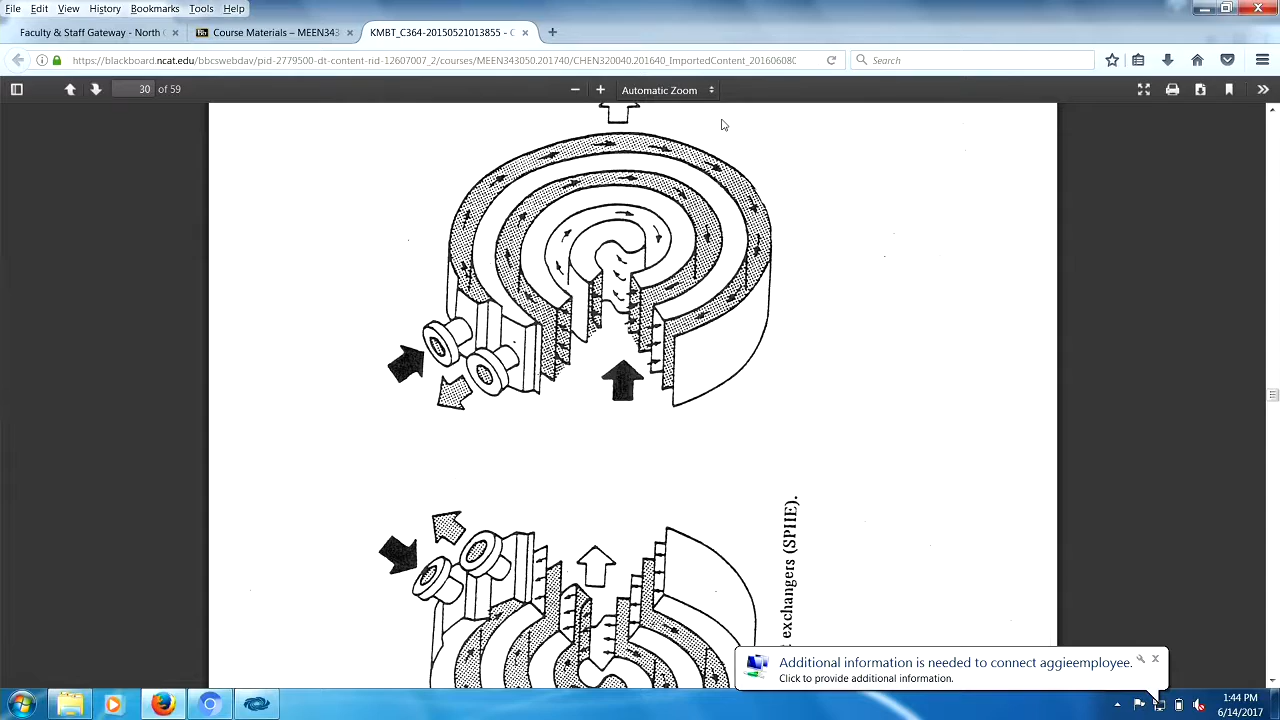 File Edit View History Bookmarks Tools Help
Faculty & Staff Gateway - North C
Course Materials – MEEN343
KMBT_C364-20150521013855 - C
https://blackboard.ncat.edu/bbcswebdav/pid-2779500-dt-content-rid-12607007_2/courses/MEEN343050.201740/CHEN320040.201640_ImportedContent_201606080
Search
30 of 59
Automatic Zoom
exchangers (SPIIE).
Additional information is needed to connect aggieemployee.
Click to provide additional information.
1:44 PM
6/14/2017